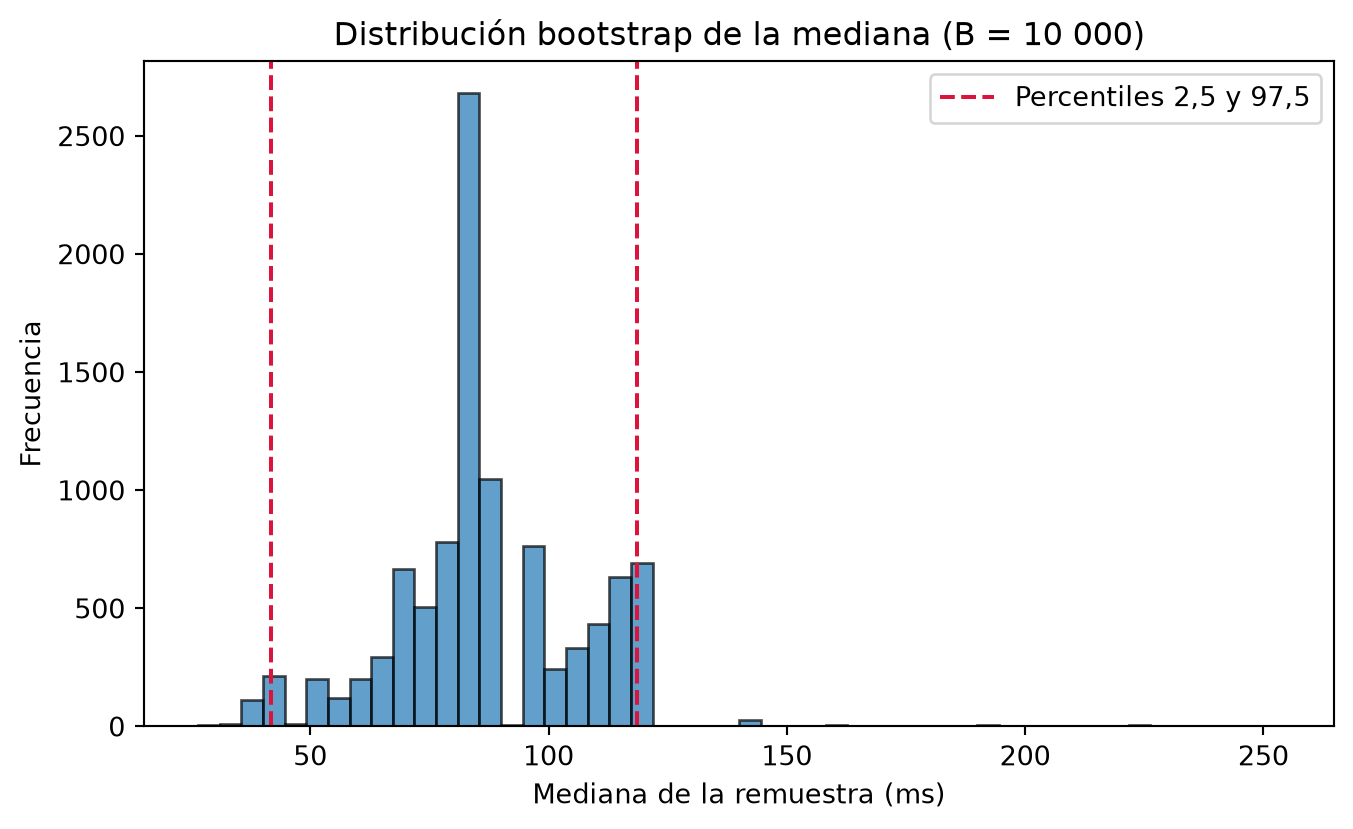 Distribución bootstrap de la mediana (B = 10 000)
Percentiles 2,5 y 97,5
Frecuencia
2500
2000
1500
1000
500
0
50 100 150 200 250
Mediana de la remuestra (ms)